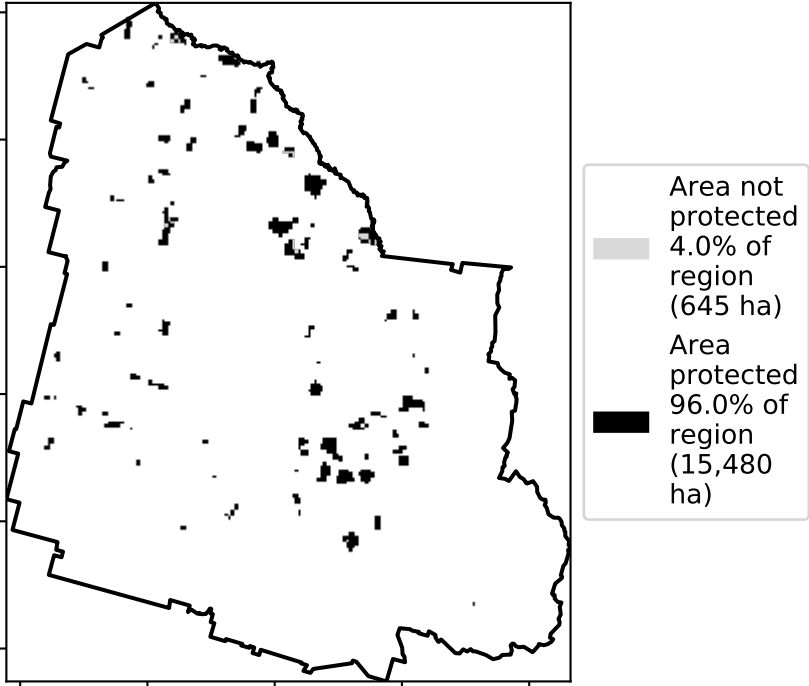 Area not
protected
4.0% of
region
(645 ha)
Area
protected
96.0% of
region
(15,480
ha)